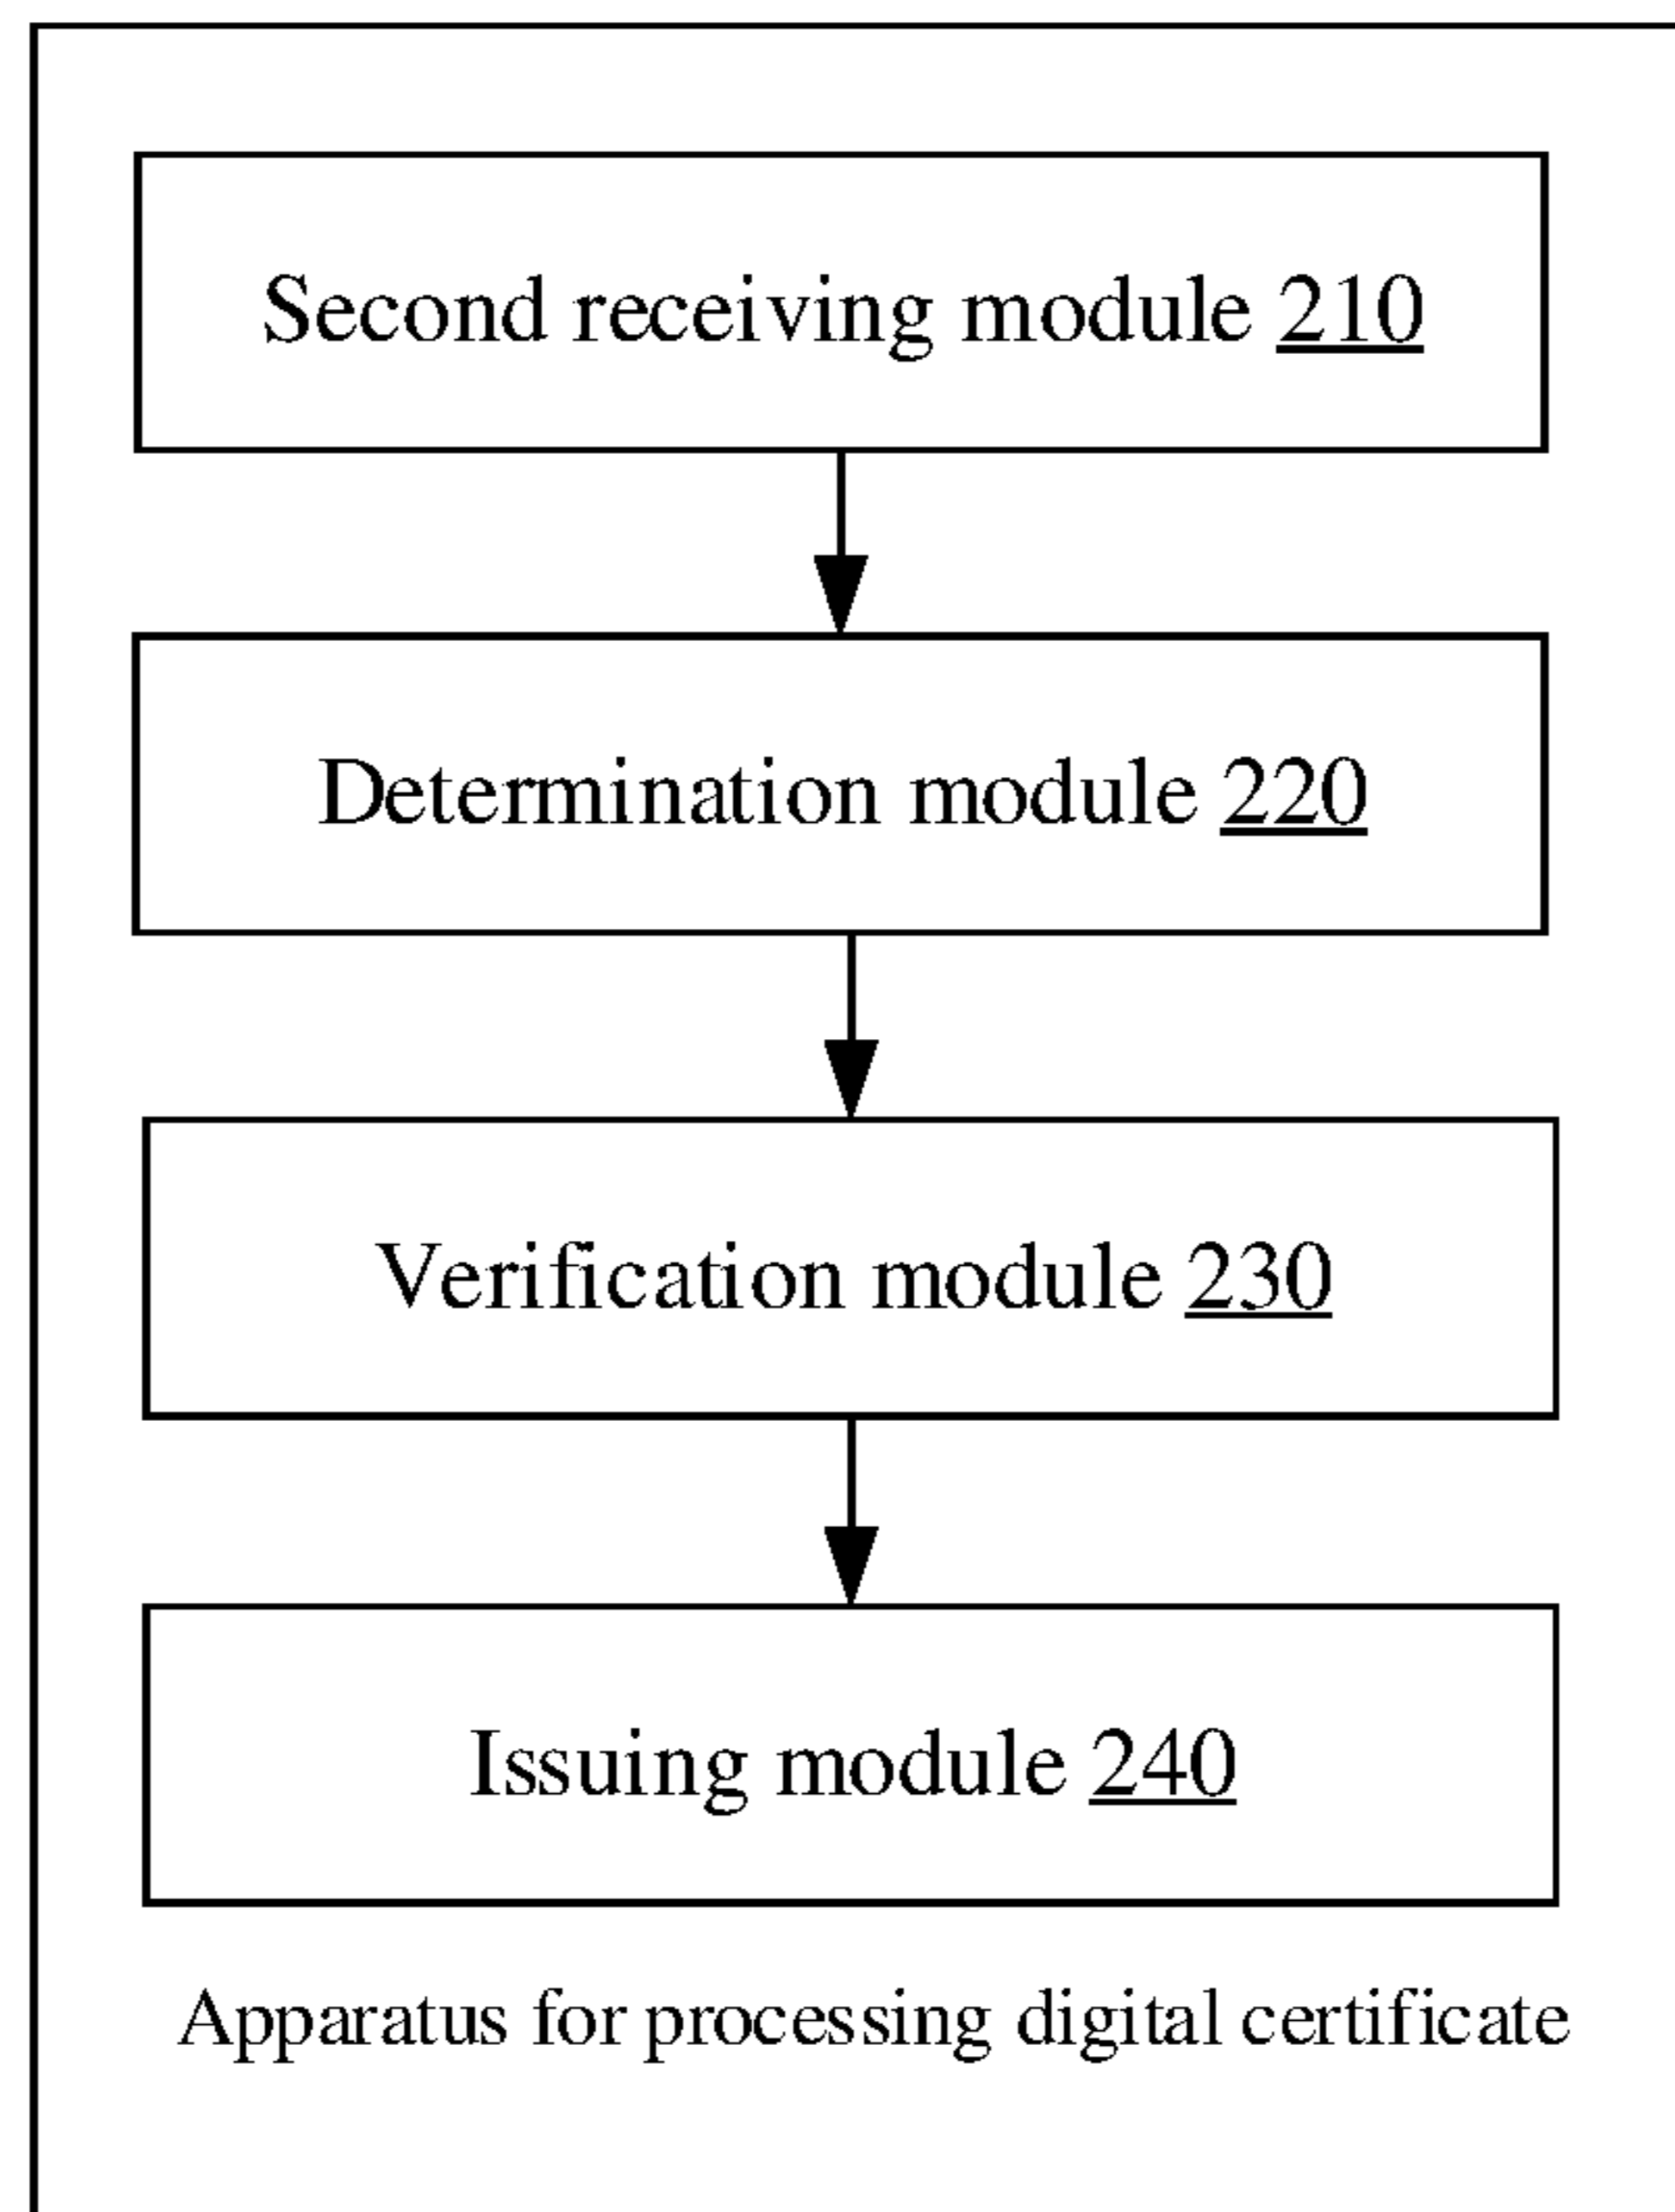 Second receiving module 210
Determination module 220
Verification module 230
Issuing module 240
Apparatus for processing digital certificate